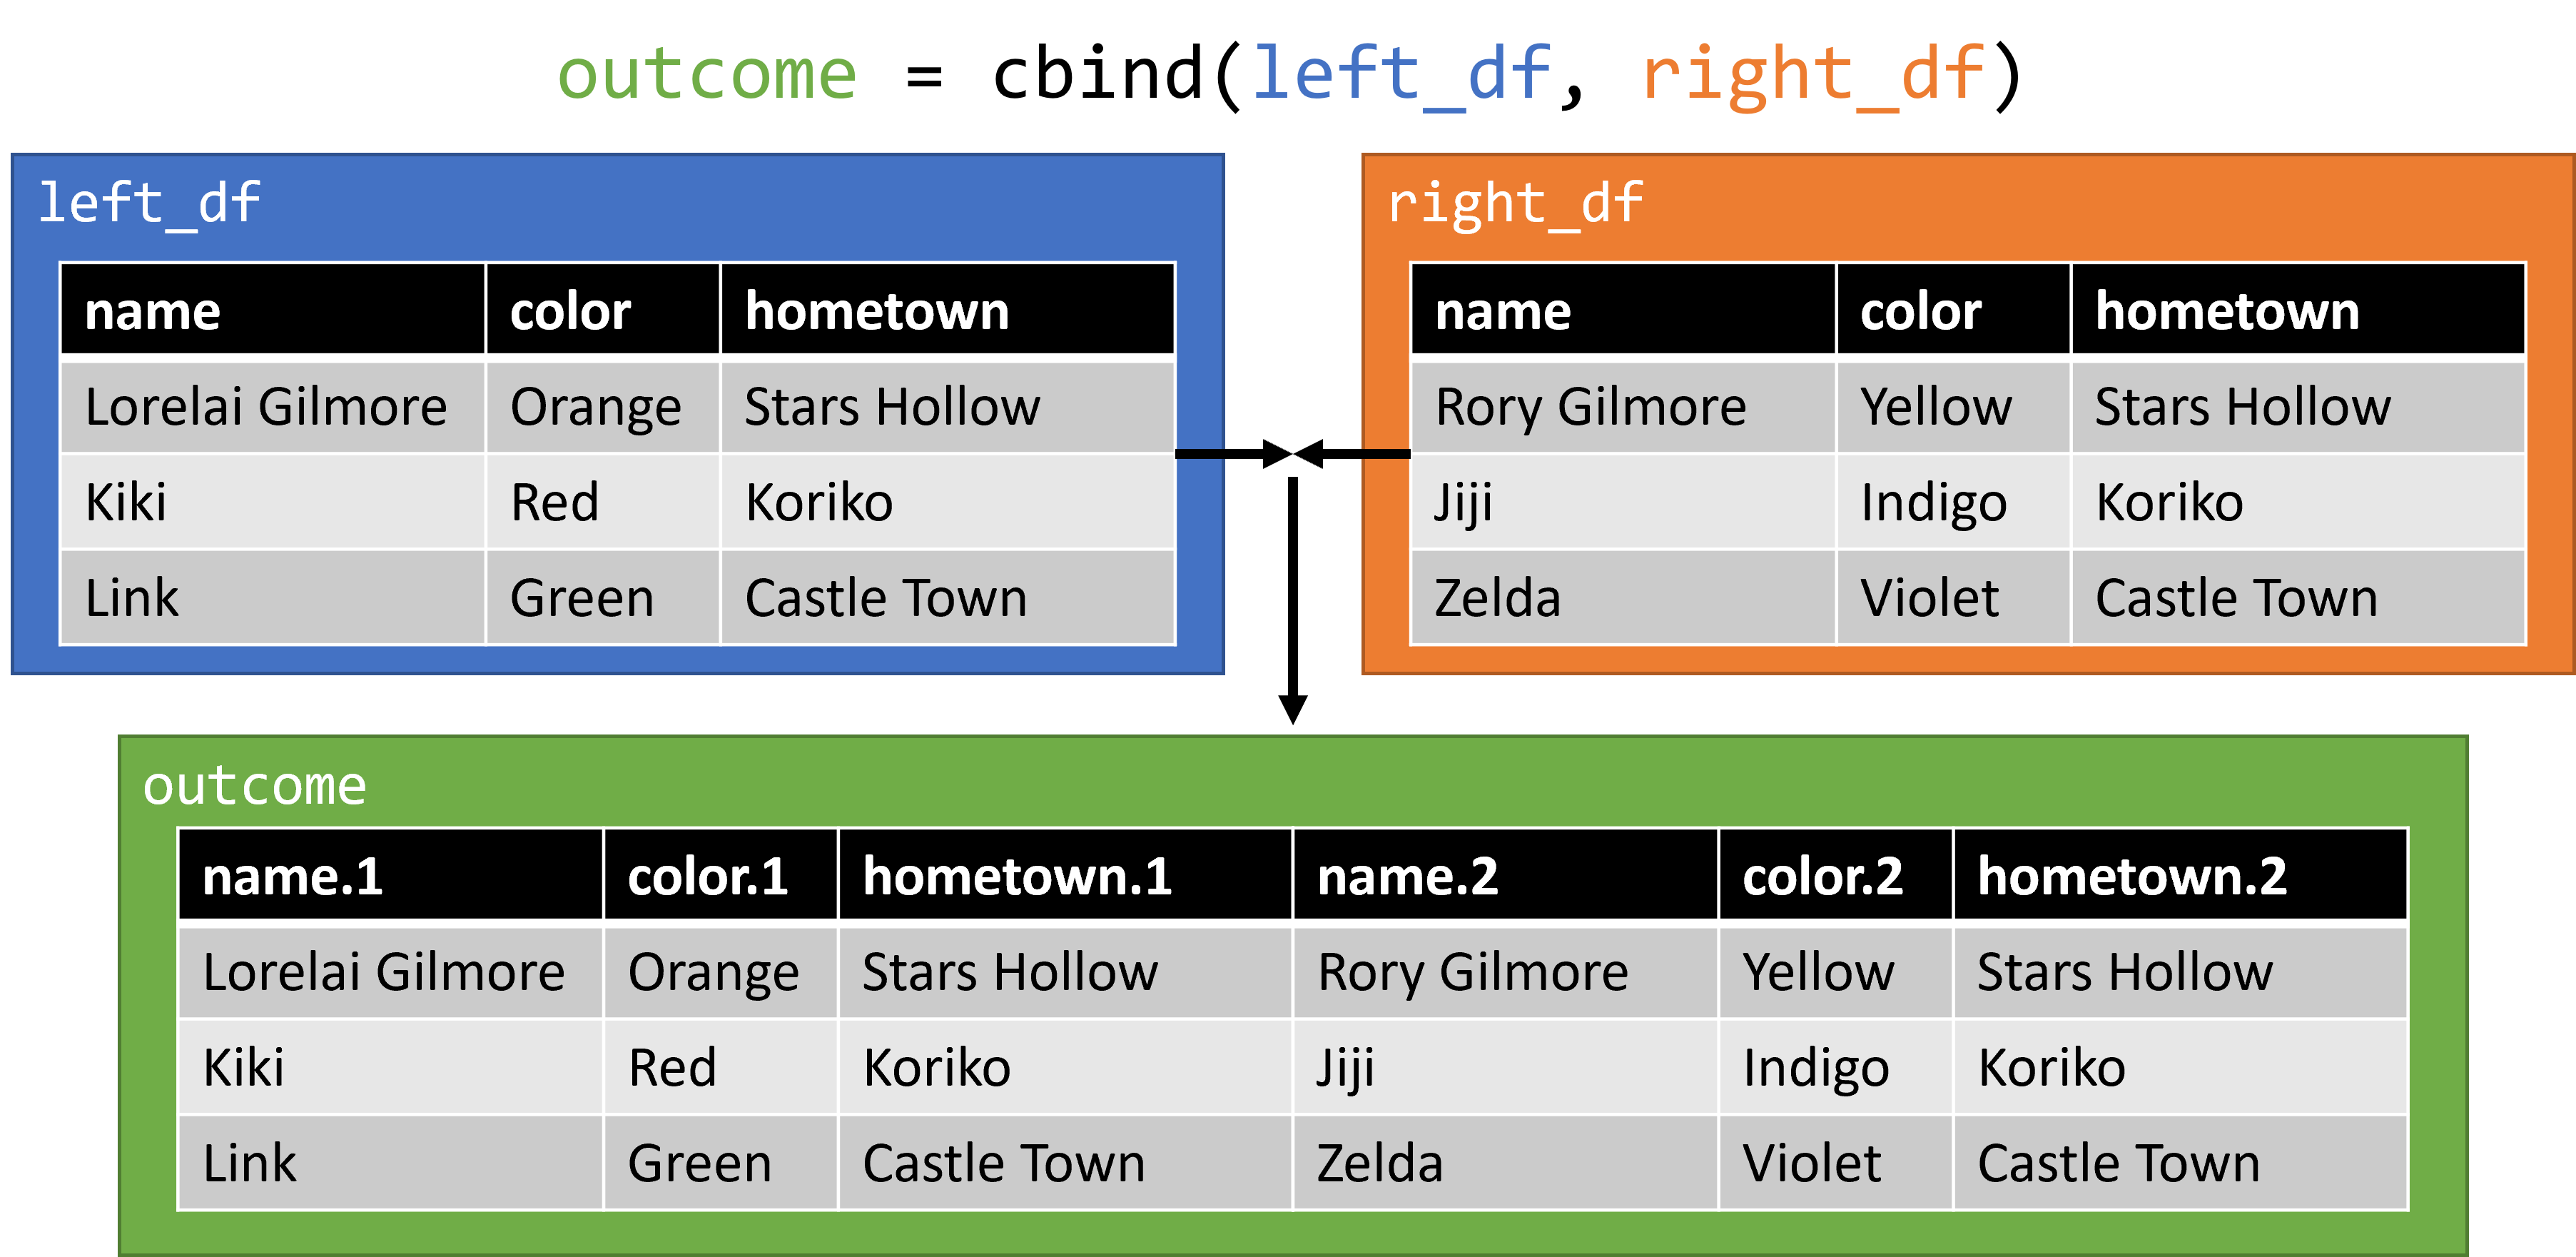 outcome = cbind(left_df, right_df)
left_df
name color hometown
Lorelai Gilmore Orange Stars Hollow
Kiki Red Koriko
Link Green Castle Town
right_df
name color hometown
Rory Gilmore Yellow Stars Hollow
Jiji Indigo Koriko
Zelda Violet Castle Town
outcome
name.1 color.1 hometown.1 name.2 color.2 hometown.2
Lorelai Gilmore Orange Stars Hollow Rory Gilmore Yellow Stars Hollow
Kiki Red Koriko Jiji Indigo Koriko
Link Green Castle Town Zelda Violet Castle Town